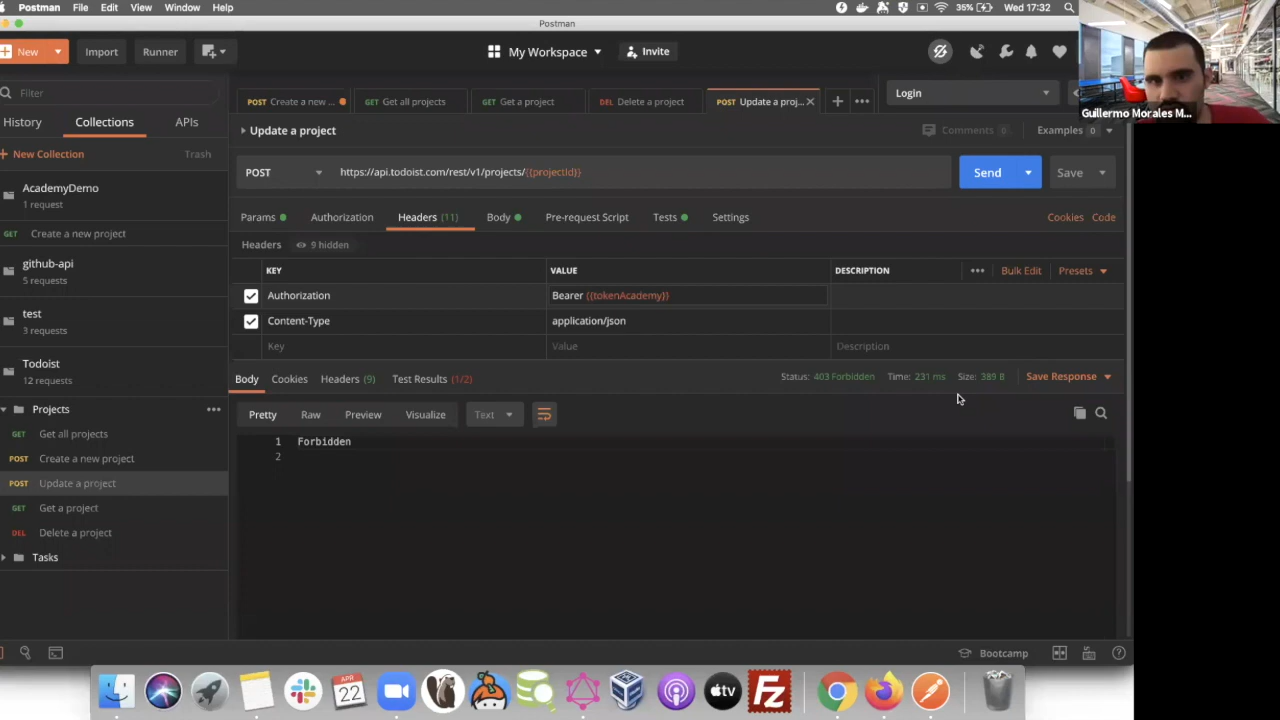 Postman File Edit View Window Help 36% Wed 17:32
Postman
New Import Runner My Workspace Invite
Filter
History Collections APIs
New Collection Trash
AcademyDemo
1 request
GET Create a new project
github-api
5 requests
test
3 requests
Todoist
12 requests
Projects
GET Get all projects
POST Create a new project
POST Update a project
GET Get a project
DEL Delete a project
Tasks
POST Create a new ... GET Get all projects GET Get a project DEL Delete a project POST Update a proj... Login
Update a project Comments 0 Examples 0
POST https://api.todoist.com/rest/v1/projects/{{projectId}} Send Save
Params Authorization Headers (11) Body Pre-request Script Tests Settings Cookies Code
Headers 9 hidden
KEY VALUE DESCRIPTION Bulk Edit Presets
Authorization Bearer {{tokenAcademy}}
Content-Type application/json
Key Value Description
Body Cookies Headers (9) Test Results (1/2) Status: 403 Forbidden Time: 231 ms Size: 389 B Save Response
Pretty Raw Preview Visualize Text
1 Forbidden
2
Bootcamp
APR
22
tv
Fz
Guillermo Morales M...